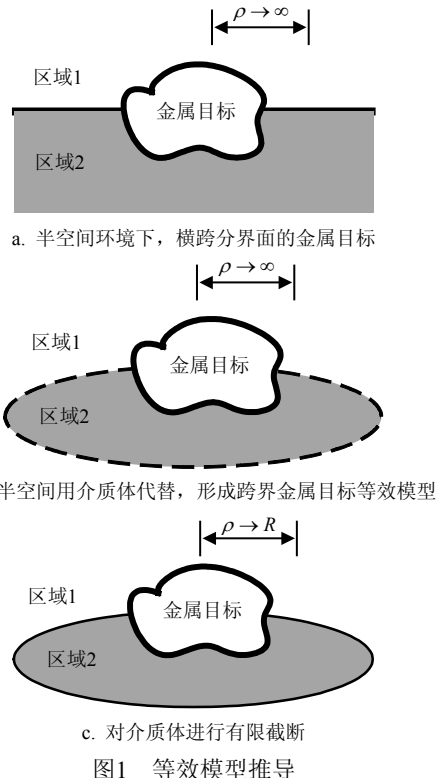 ρ→∞
区域1
金属目标
区域2
a. 半空间环境下，横跨分界面的金属目标
ρ→∞
区域1
金属目标
区域2
半空间用介质体代替，形成跨界金属目标等效模型
ρ→R
区域1
金属目标
区域2
c. 对介质体进行有限截断
图1 等效模型推导